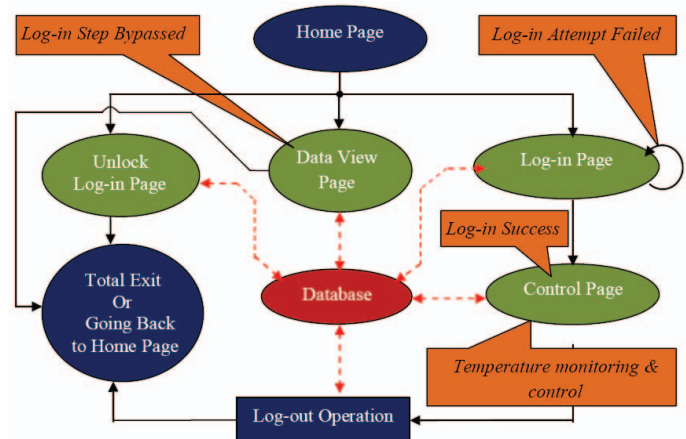 Log-in Step Bypassed
Home Page
Log-in Attempt Failed
Unlock
Log-in Page
Data View
Page
Log-in Page
Log-in Success
Total Exit
Or
Going Back
to Home Page
Database
Control Page
Temperature monitoring &
control
Log-out Operation